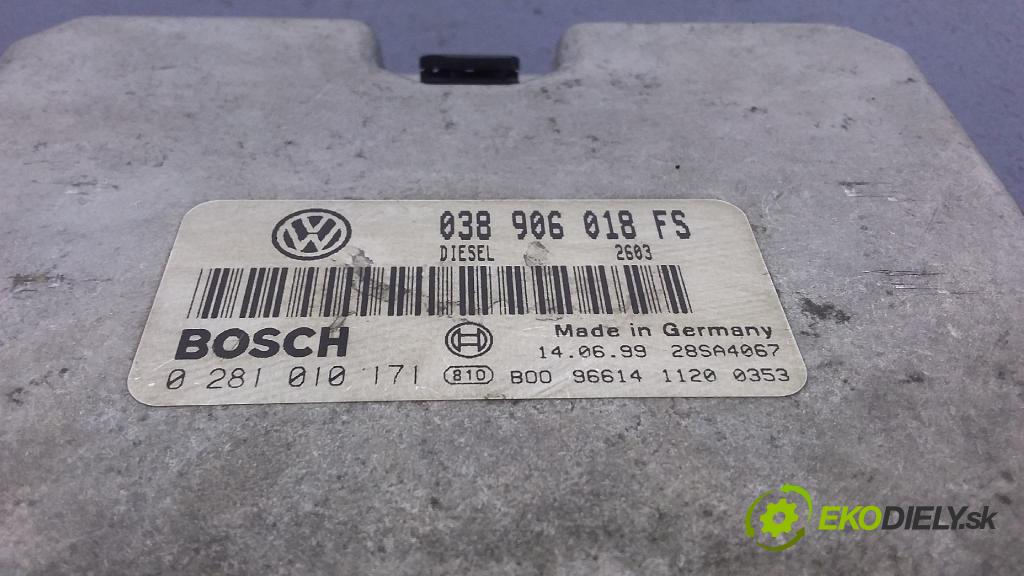 VW 038 906 018 FS
DIESEL 2603
BOSCH Made in Germany
14.06.99 28SA4067
0 281 010 171 810 B00 96614 1120 0353
EKODIELY.sk